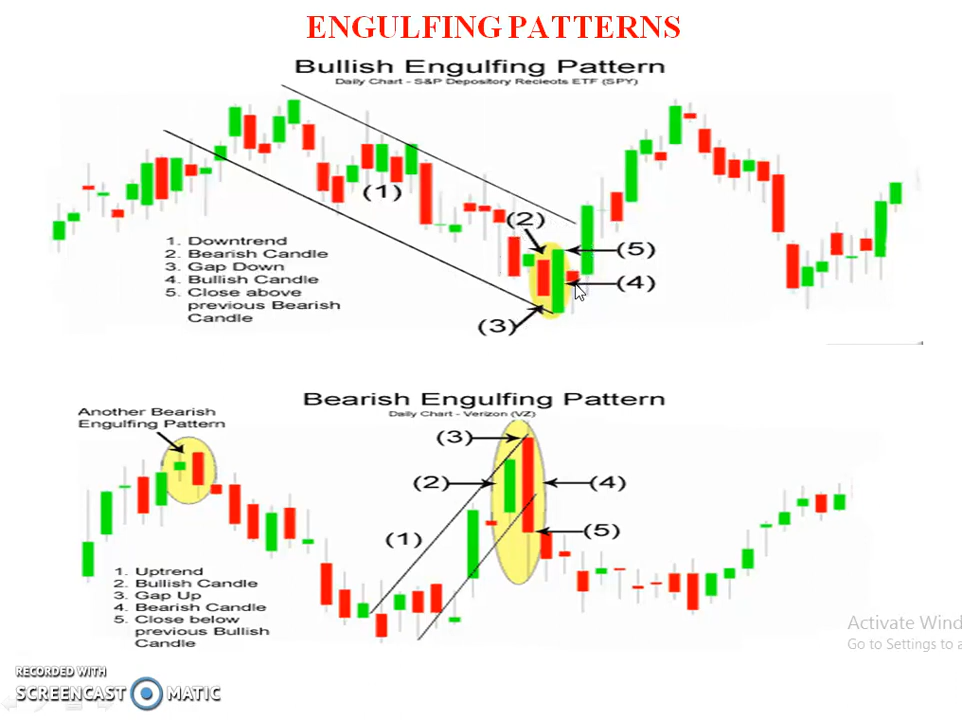 ENGULFING PATTERNS
Bullish Engulfing Pattern
Daily Chart - S&P Depository Recieots ETF (SPY)
(1)
(2)
(5)
(4)
(3)
1. Downtrend
2. Bearish Candle
3. Gap Down
4. Bullish Candle
5. Close above
previous Bearish
Candle
Bearish Engulfing Pattern
Daily Chart - Verizon (VZ)
Another Bearish
Engulfing Pattern
(3)
(2)
(4)
(5)
(1)
1. Uptrend
2. Bullish Candle
3. Gap Up
4. Bearish Candle
5. Close below
previous Bullish
Candle
Activate Wind
Go to Settings to a
RECORDED WITH
SCREENCAST MATIC